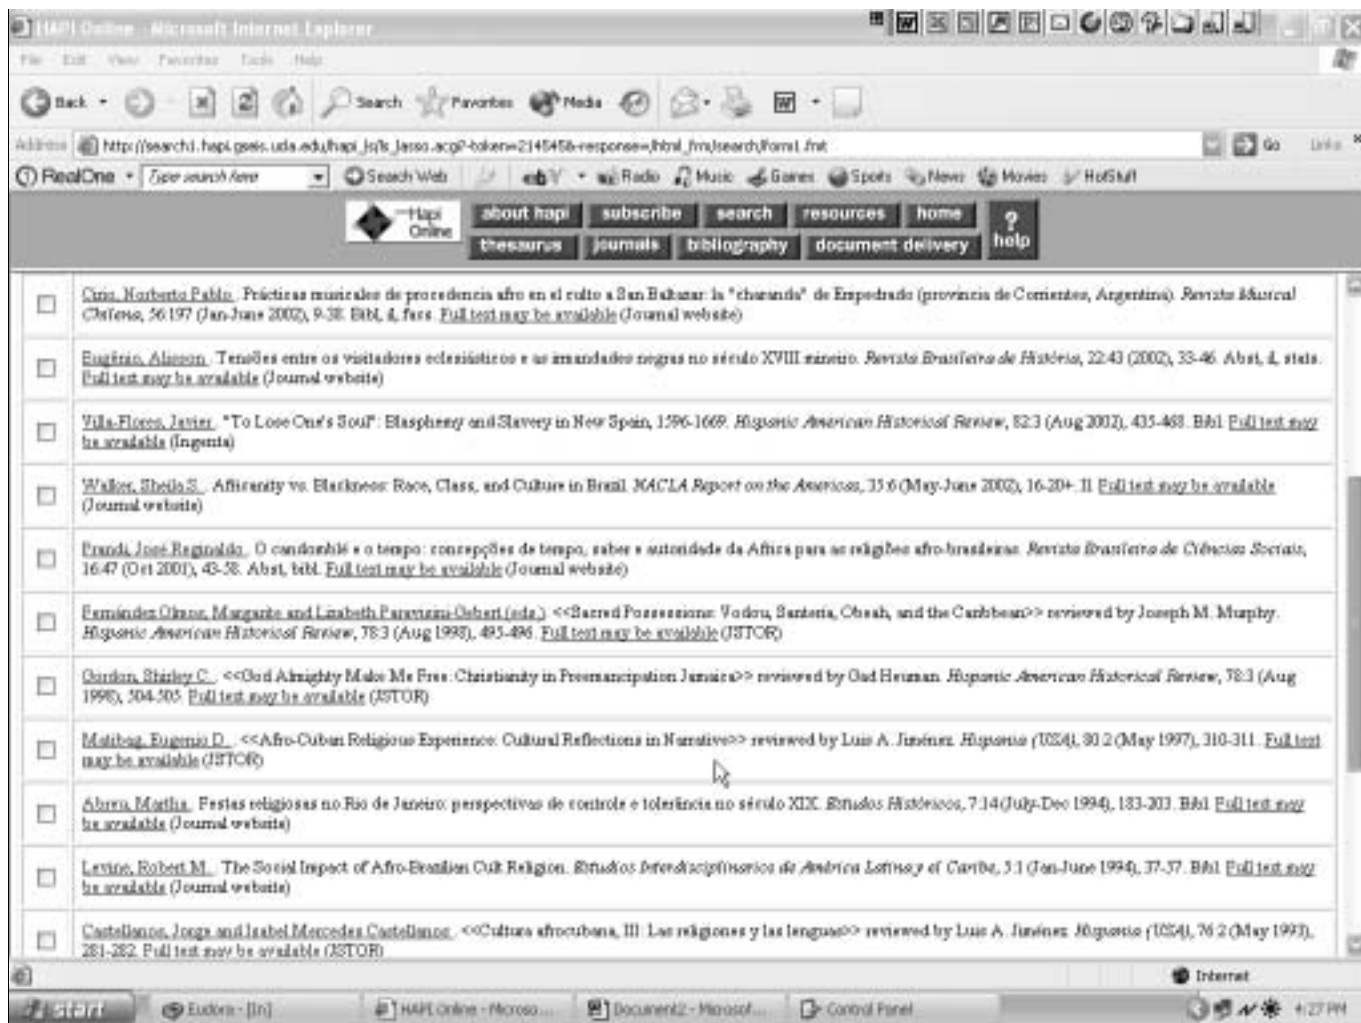 HAPI Online - Microsoft Internet Explorer
File Edit View Favorites Tools Help
Back Search Favorites Media
Address http://search1.hapi.gseis.ucla.edu/hapi_js/ls_lasso.acgi?-token=214545&-response=/html_frm/search/form1.fmt Go Links
RealOne Type search here Search Web Radio Music Games Sports News Movies HotStuff
Hapi Online about hapi subscribe search resources home ? help
thesaurus journals bibliography document delivery
Cirio, Norberto Pablo. Prácticas musicales de procedencia afro en el culto a San Baltazar: la "charanda" de Empedrado (provincia de Corrientes, Argentina). Revista Musical
Chilena, 56:197 (Jan-June 2002), 9-38. Bibl, il, facs. Full text may be available (Journal website)
Eugênio, Alisson. Tensões entre os visitadores eclesiásticos e as irmandades negras no século XVIII mineiro. Revista Brasileira de História, 22:43 (2002), 33-46. Abst, il, stats.
Full text may be available (Journal website)
Villa-Flores, Javier. "To Lose One's Soul": Blasphemy and Slavery in New Spain, 1596-1669. Hispanic American Historical Review, 82:3 (Aug 2002), 435-468. Bibl. Full text may
be available (Ingenta)
Walker, Sheila S. Africanity vs. Blackness: Race, Class, and Culture in Brazil. NACLA Report on the Americas, 35:6 (May-June 2002), 16-20+. Il. Full text may be available
(Journal website)
Prandi, José Reginaldo. O candomblé e o tempo: concepções de tempo, saber e autoridade da África para as religiões afro-brasileiras. Revista Brasileira de Ciências Sociais,
16:47 (Oct 2001), 43-58. Abst, bibl. Full text may be available (Journal website)
Fernández Olmos, Margarite and Lizabeth Paravisini-Gebert (eds.) <<Sacred Possessions: Vodou, Santería, Obeah, and the Caribbean>> reviewed by Joseph M. Murphy.
Hispanic American Historical Review, 78:3 (Aug 1998), 495-496. Full text may be available (JSTOR)
Gordon, Shirley C. <<God Almighty Make Me Free: Christianity in Preemancipation Jamaica>> reviewed by Gad Heuman. Hispanic American Historical Review, 78:3 (Aug
1998), 504-505. Full text may be available (JSTOR)
Matibag, Eugenio D. <<Afro-Cuban Religious Experience: Cultural Reflections in Narrative>> reviewed by Luis A. Jiménez. Hispania (USA), 80:2 (May 1997), 310-311. Full text
may be available (JSTOR)
Abreu, Martha. Festas religiosas no Rio de Janeiro: perspectivas de controle e tolerância no século XIX. Estudos Históricos, 7:14 (July-Dec 1994), 183-203. Bibl. Full text may
be available (Journal website)
Levine, Robert M. The Social Impact of Afro-Brazilian Cult Religion. Estudios Interdisciplinarios de América Latina y el Caribe, 5:1 (Jan-June 1994), 37-57. Bibl. Full text may
be available (Journal website)
Castellanos, Jorge and Isabel Mercedes Castellanos. <<Cultura afrocubana, III: Las religiones y las lenguas>> reviewed by Luis A. Jiménez. Hispania (USA), 76:2 (May 1993),
281-282. Full text may be available (JSTOR)
Internet
start Eudora - [In] HAPI Online - Microso... Document2 - Microsof... Control Panel 4:27 PM